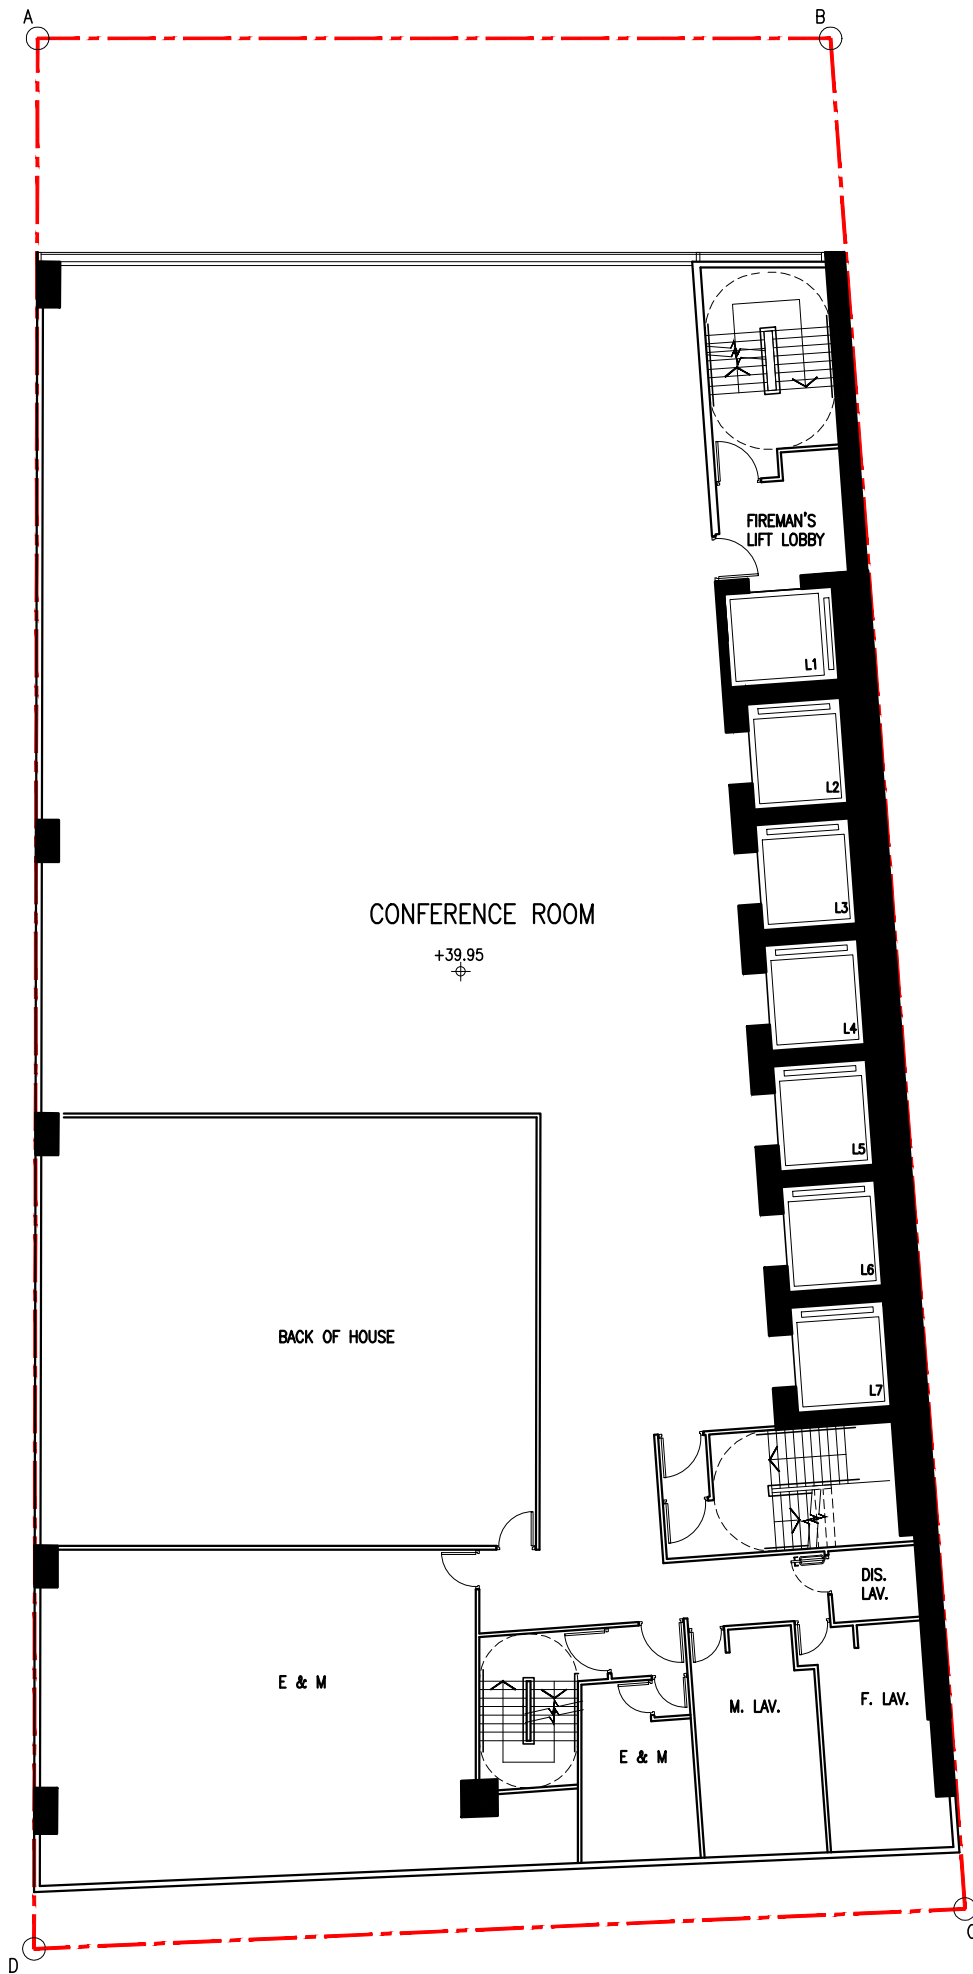 A
B
FIREMAN'S
LIFT LOBBY
L1
L2
L3
CONFERENCE ROOM
+39.95
L4
L5
L6
BACK OF HOUSE
L7
DIS.
LAV.
E & M
M. LAV.
F. LAV.
E & M
C
D